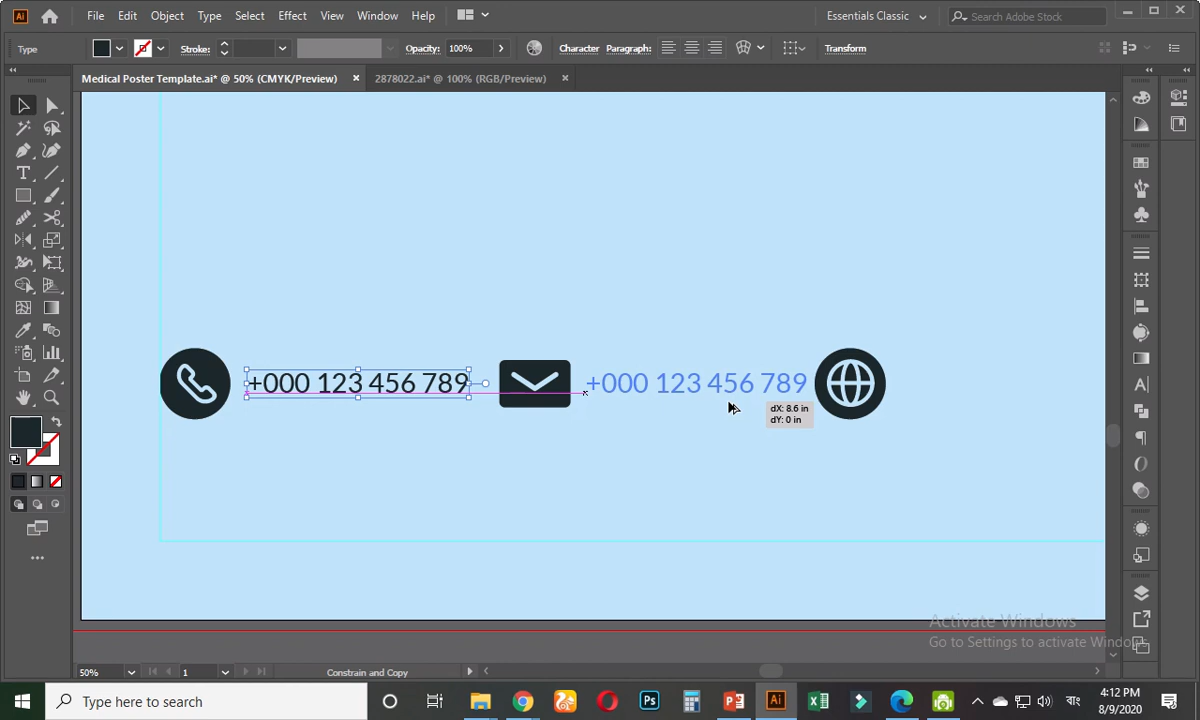 Ai File Edit Object Type Select Effect View Window Help Essentials Classic Search Adobe Stock
Type Stroke: Opacity: 100% Character Paragraph: Transform
Medical Poster Template.ai* @ 50% (CMYK/Preview) × 2878022.ai* @ 100% (RGB/Preview) ×
+000 123 456 789 +000 123 456 789
dX: 8.6 in
dY: 0 in
Activate Windows
Go to Settings to activate Windows.
50% 1 Constrain and Copy
Type here to search Ps Ai বাং
4:12 PM
8/9/2020